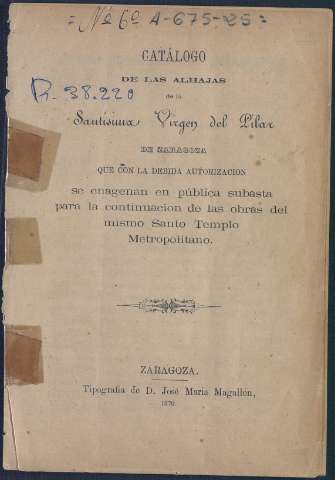 = Nº 6º A-675-25 =
CATÁLOGO
DE LAS ALHAJAS
de la
R. 38.220
Santísima Virgen del Pilar
DE ZARAGOZA
QUE CON LA DEBIDA AUTORIZACION
se enagenan en pública subasta
para la continuacion de las obras del
mismo Santo Templo
Metropolitano.
ZARAGOZA.
Tipografía de D. José María Magallon,
1870.